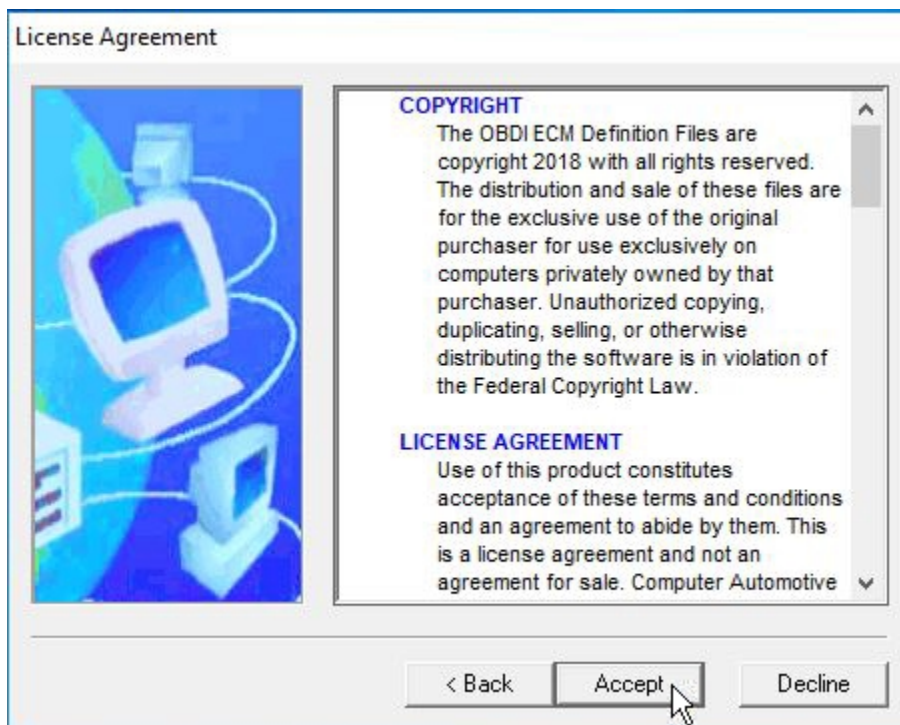 License Agreement
COPYRIGHT
The OBDI ECM Definition Files are
copyright 2018 with all rights reserved.
The distribution and sale of these files are
for the exclusive use of the original
purchaser for use exclusively on
computers privately owned by that
purchaser. Unauthorized copying,
duplicating, selling, or otherwise
distributing the software is in violation of
the Federal Copyright Law.
LICENSE AGREEMENT
Use of this product constitutes
acceptance of these terms and conditions
and an agreement to abide by them. This
is a license agreement and not an
agreement for sale. Computer Automotive
< Back Accept Decline